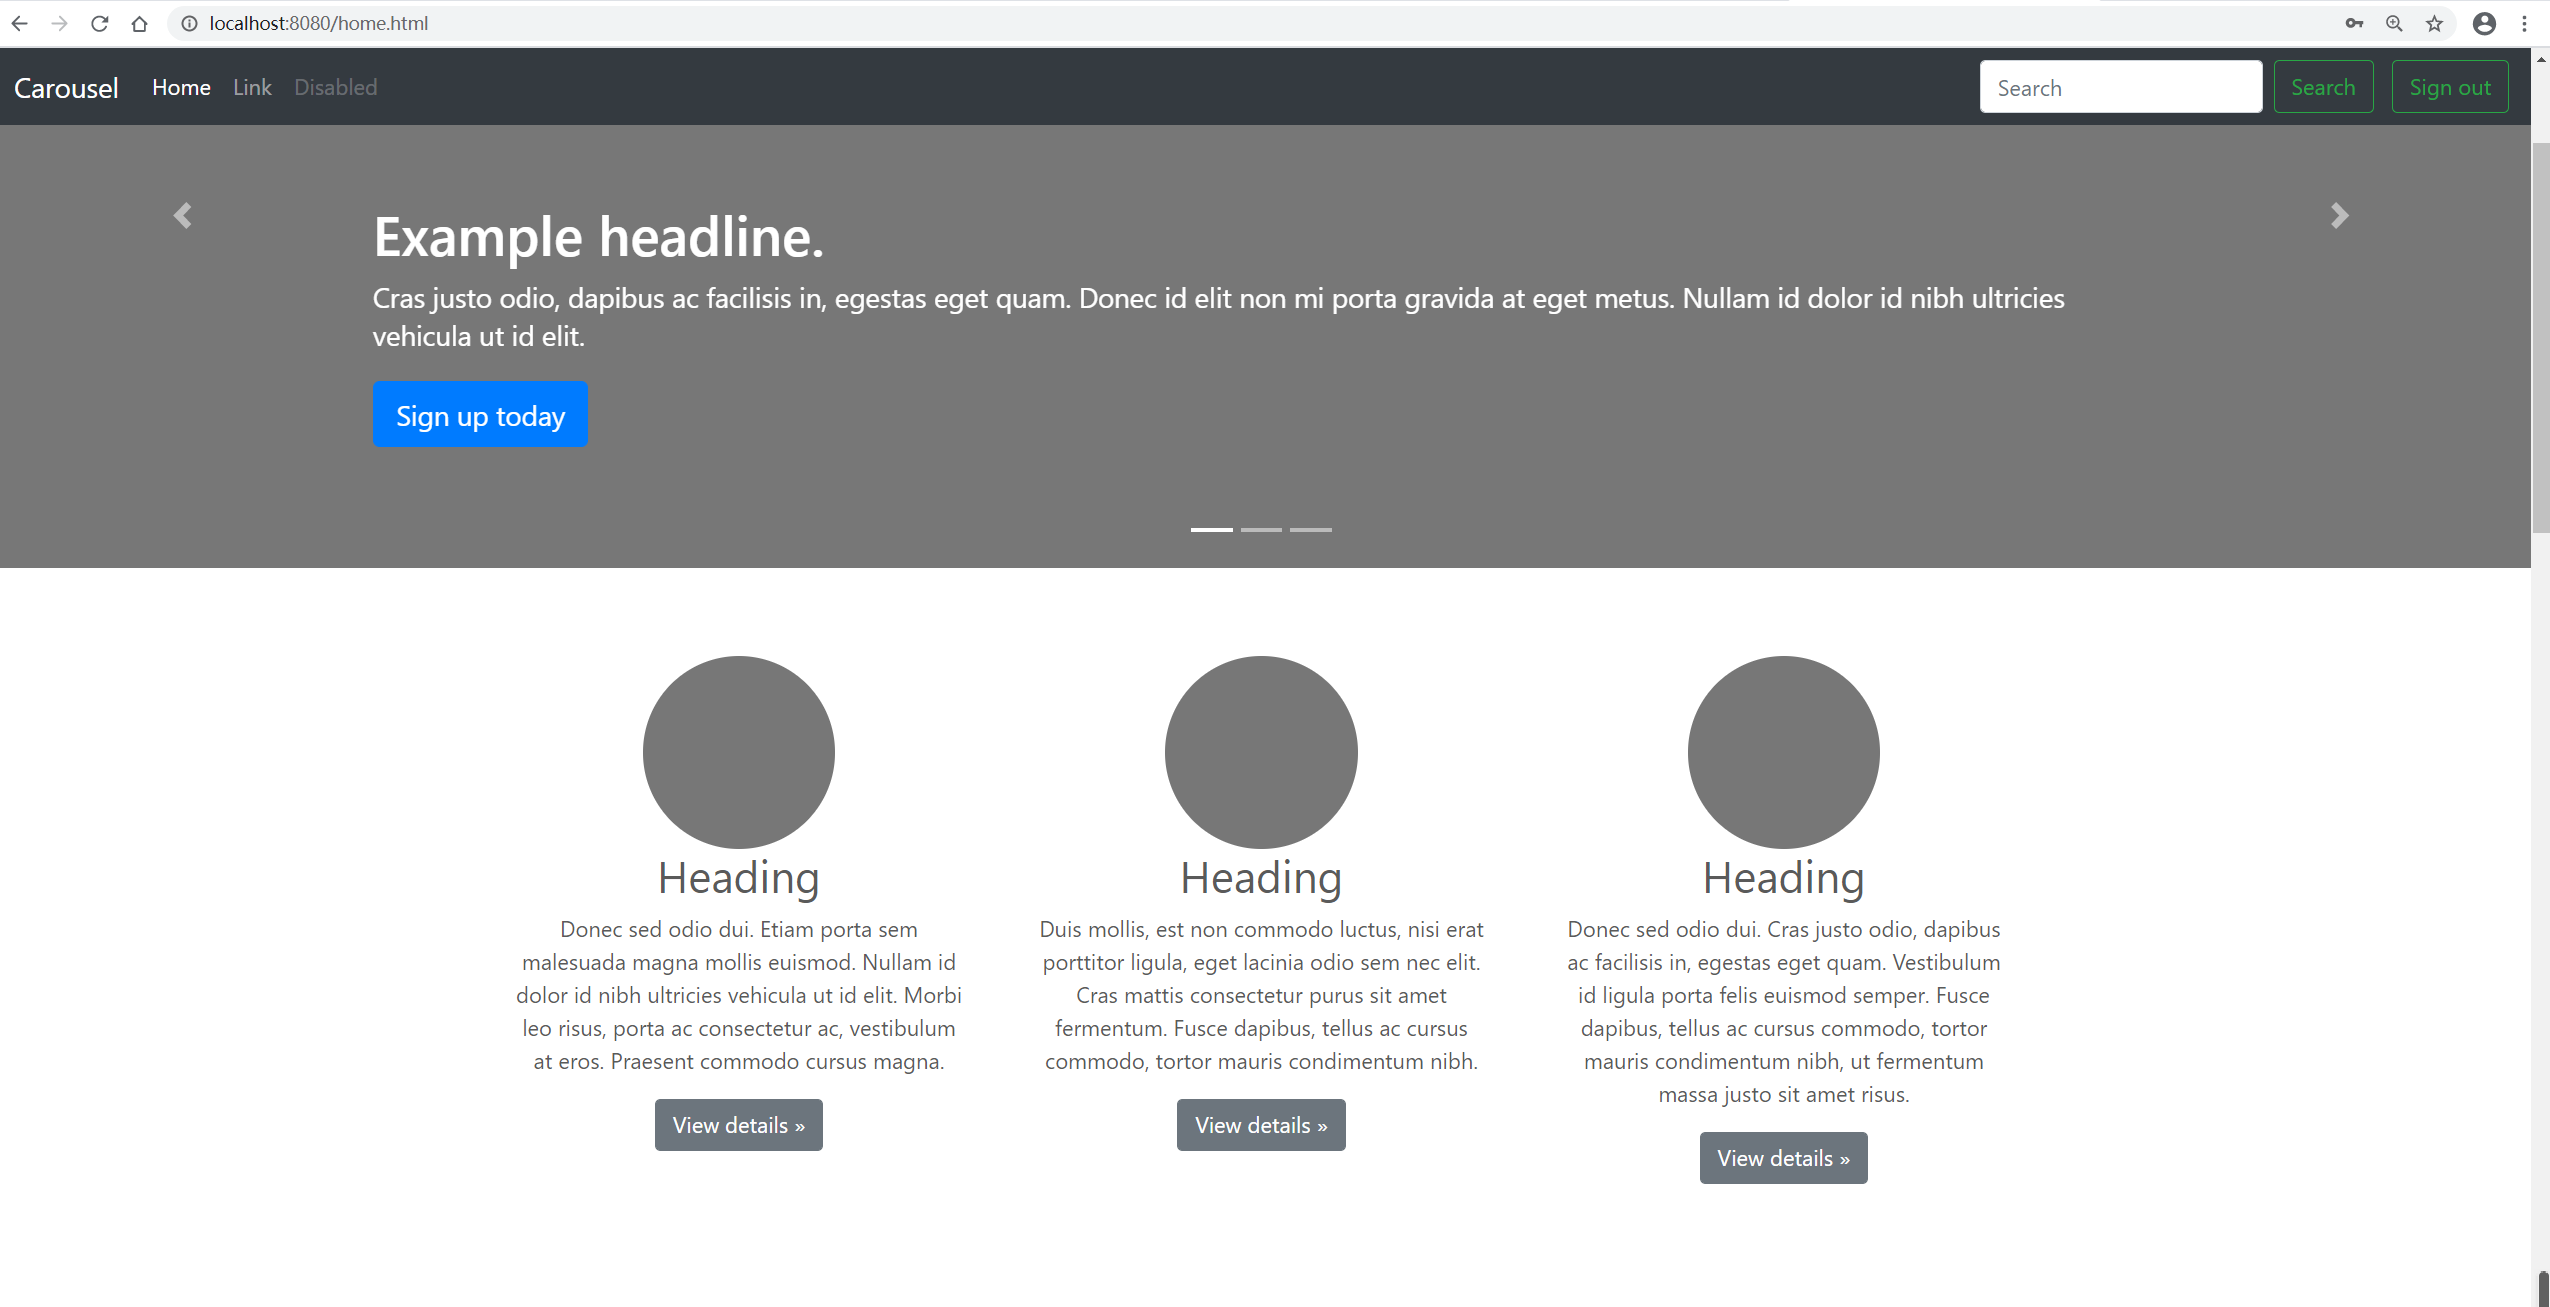 localhost:8080/home.html
Carousel Home Link Disabled Search Search Sign out
Example headline.
Cras justo odio, dapibus ac facilisis in, egestas eget quam. Donec id elit non mi porta gravida at eget metus. Nullam id dolor id nibh ultricies
vehicula ut id elit.
Sign up today
Heading
Donec sed odio dui. Etiam porta sem
malesuada magna mollis euismod. Nullam id
dolor id nibh ultricies vehicula ut id elit. Morbi
leo risus, porta ac consectetur ac, vestibulum
at eros. Praesent commodo cursus magna.
View details »
Heading
Duis mollis, est non commodo luctus, nisi erat
porttitor ligula, eget lacinia odio sem nec elit.
Cras mattis consectetur purus sit amet
fermentum. Fusce dapibus, tellus ac cursus
commodo, tortor mauris condimentum nibh.
View details »
Heading
Donec sed odio dui. Cras justo odio, dapibus
ac facilisis in, egestas eget quam. Vestibulum
id ligula porta felis euismod semper. Fusce
dapibus, tellus ac cursus commodo, tortor
mauris condimentum nibh, ut fermentum
massa justo sit amet risus.
View details »